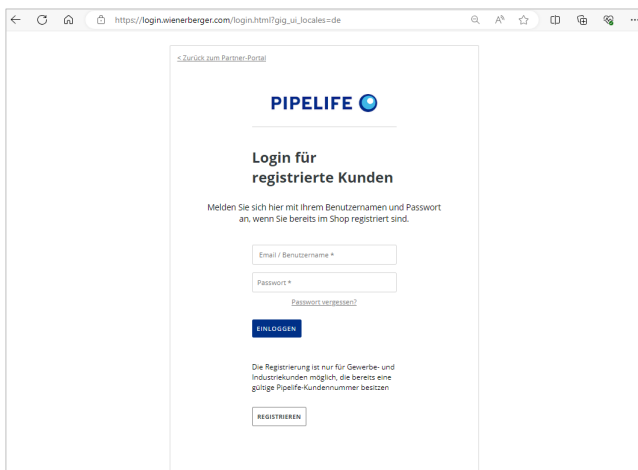 https://login.wienerberger.com/login.html?gig_ui_locales=de
< Zurück zum Partner-Portal
PIPELIFE
Login für
registrierte Kunden
Melden Sie sich hier mit Ihrem Benutzernamen und Passwort
an, wenn Sie bereits im Shop registriert sind.
Email / Benutzername *
Passwort *
Passwort vergessen?
EINLOGGEN
Die Registrierung ist nur für Gewerbe- und
Industriekunden möglich, die bereits eine
gültige Pipelife-Kundennummer besitzen
REGISTRIEREN